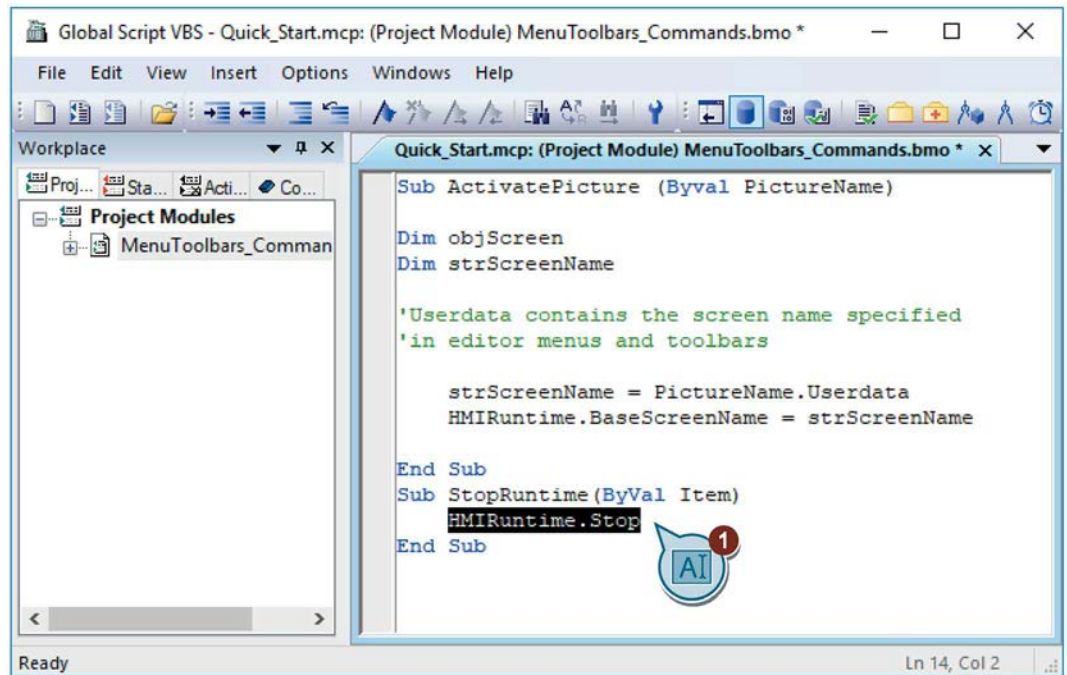 Global Script VBS - Quick_Start.mcp: (Project Module) MenuToolbars_Commands.bmo *
File Edit View Insert Options Windows Help
Workplace
Quick_Start.mcp: (Project Module) MenuToolbars_Commands.bmo *
Proj... Sta... Acti... Co...
Project Modules
MenuToolbars_Comman
Sub ActivatePicture (Byval PictureName)
Dim objScreen
Dim strScreenName
'Userdata contains the screen name specified
'in editor menus and toolbars
strScreenName = PictureName.Userdata
HMIRuntime.BaseScreenName = strScreenName
End Sub
Sub StopRuntime(ByVal Item)
HMIRuntime.Stop
End Sub
1
AI
Ready
Ln 14, Col 2